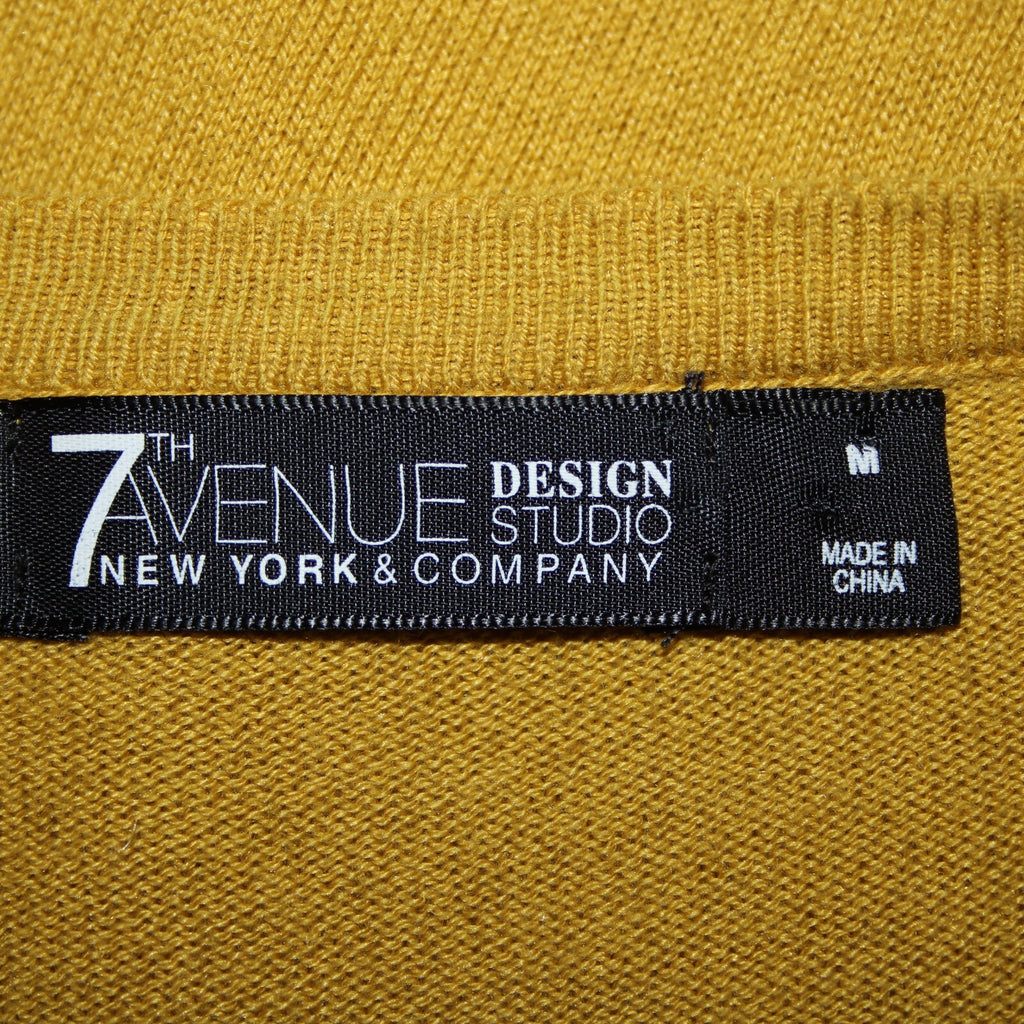 7TH AVENUE DESIGN STUDIO
NEW YORK & COMPANY
M
MADE IN
CHINA